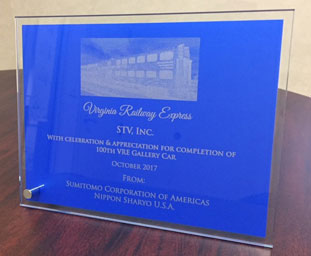 Virginia Railway Express
STV, Inc.
With celebration & appreciation for completion of
100th VRE Gallery Car
October 2017
From:
Sumitomo Corporation of Americas
Nippon Sharyo U.S.A.